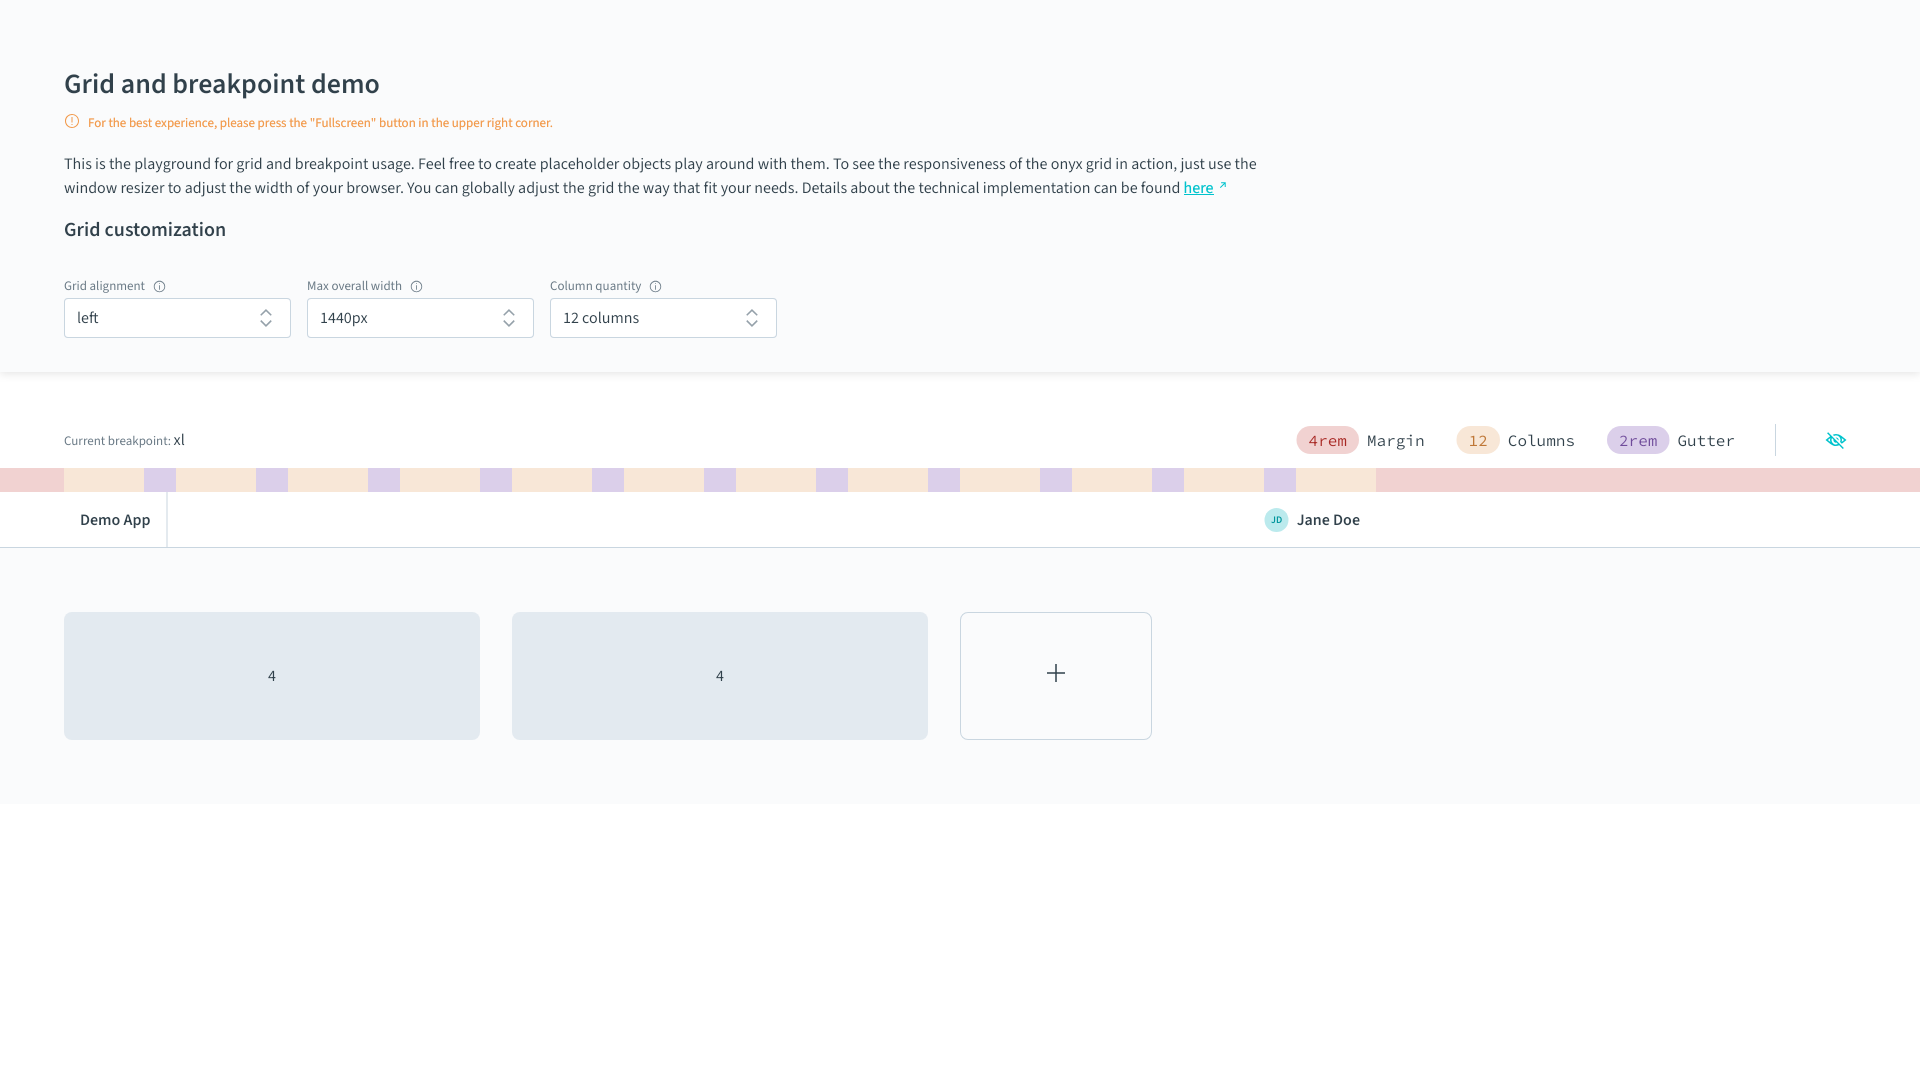 Grid and breakpoint demo
For the best experience, please press the "Fullscreen" button in the upper right corner.
This is the playground for grid and breakpoint usage. Feel free to create placeholder objects play around with them. To see the responsiveness of the onyx grid in action, just use the
window resizer to adjust the width of your browser. You can globally adjust the grid the way that fit your needs. Details about the technical implementation can be found here
Grid customization
Grid alignment Max overall width Column quantity
left 1440px 12 columns
Current breakpoint: xl 4rem Margin 12 Columns 2rem Gutter
Demo App JD Jane Doe
4 4